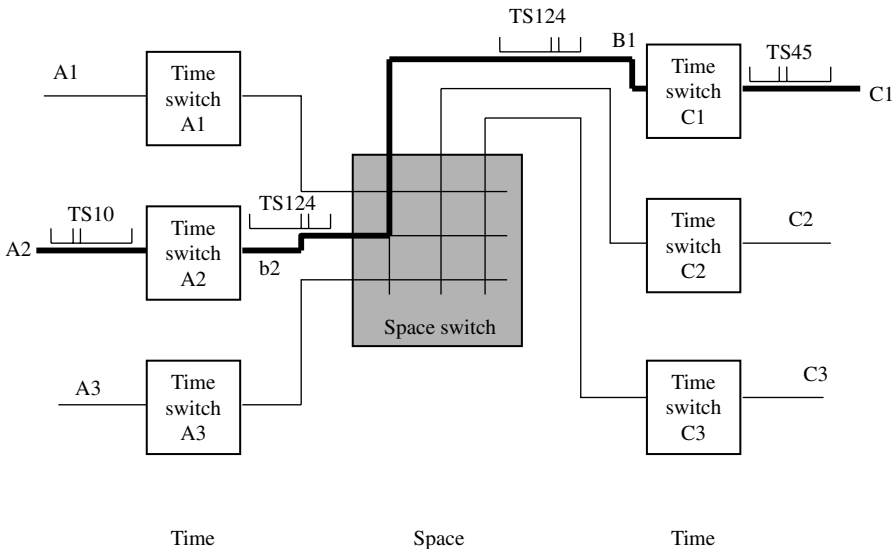 TS124
B1
TS45
A1
Time
switch
A1
Time
switch
C1
C1
TS10
TS124
A2
Time
switch
A2
b2
Time
switch
C2
C2
Space switch
A3
Time
switch
A3
Time
switch
C3
C3
Time
Space
Time